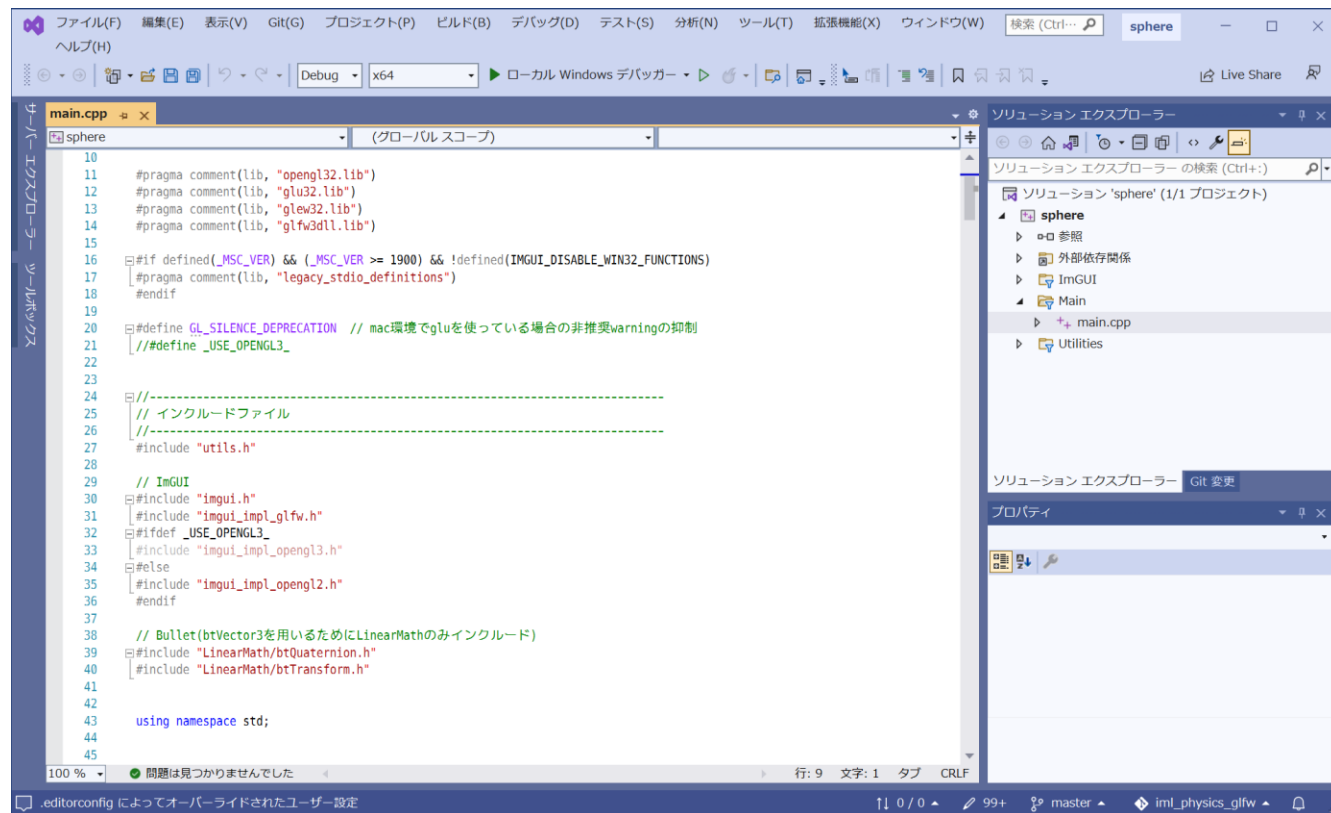 ファイル(F) 編集(E) 表示(V) Git(G) プロジェクト(P) ビルド(B) デバッグ(D) テスト(S) 分析(N) ツール(T) 拡張機能(X) ウィンドウ(W) 検索 (Ctrl… sphere
ヘルプ(H)
Debug x64 ローカル Windows デバッガー Live Share
サーバー エクスプローラー ツールボックス
main.cpp
sphere (グローバル スコープ)
10
11 #pragma comment(lib, "opengl32.lib")
12 #pragma comment(lib, "glu32.lib")
13 #pragma comment(lib, "glew32.lib")
14 #pragma comment(lib, "glfw3dll.lib")
15
16 #if defined(_MSC_VER) && (_MSC_VER >= 1900) && !defined(IMGUI_DISABLE_WIN32_FUNCTIONS)
17 #pragma comment(lib, "legacy_stdio_definitions")
18 #endif
19
20 #define GL_SILENCE_DEPRECATION // mac環境でgluを使っている場合の非推奨warningの抑制
21 //#define _USE_OPENGL3_
22
23
24 //-----------------------------------------------------------------------------
25 // インクルードファイル
26 //-----------------------------------------------------------------------------
27 #include "utils.h"
28
29 // ImGUI
30 #include "imgui.h"
31 #include "imgui_impl_glfw.h"
32 #ifdef _USE_OPENGL3_
33 #include "imgui_impl_opengl3.h"
34 #else
35 #include "imgui_impl_opengl2.h"
36 #endif
37
38 // Bullet(btVector3を用いるためにLinearMathのみインクルード)
39 #include "LinearMath/btQuaternion.h"
40 #include "LinearMath/btTransform.h"
41
42
43 using namespace std;
44
45
100 % 問題は見つかりませんでした 行: 9 文字: 1 タブ CRLF
ソリューション エクスプローラー
ソリューション エクスプローラー の検索 (Ctrl+:)
ソリューション 'sphere' (1/1 プロジェクト)
sphere
参照
外部依存関係
ImGUI
Main
main.cpp
Utilities
ソリューション エクスプローラー Git 変更
プロパティ
.editorconfig によってオーバーライドされたユーザー設定 0 / 0 99+ master iml_physics_glfw